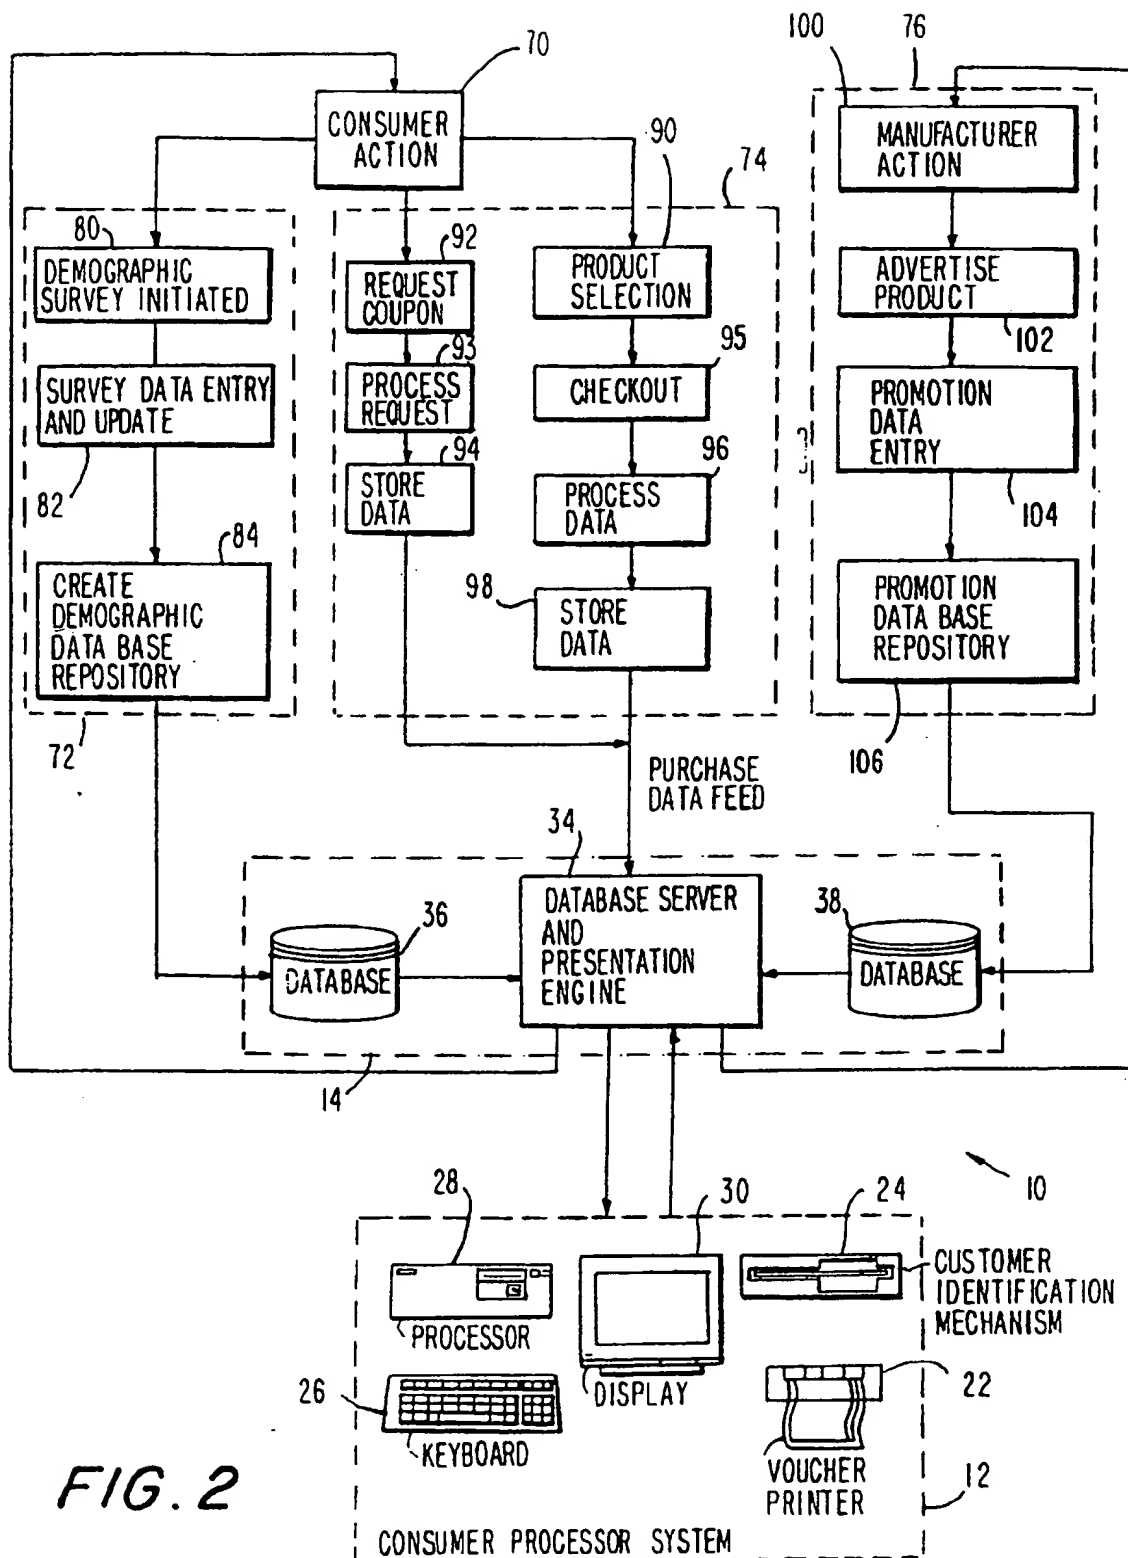 70
100
76
CONSUMER
ACTION
90
74
MANUFACTURER
ACTION
80
DEMOGRAPHIC
SURVEY INITIATED
92
REQUEST
COUPON
PRODUCT
SELECTION
ADVERTISE
PRODUCT
102
93
95
SURVEY DATA ENTRY
AND UPDATE
PROCESS
REQUEST
CHECKOUT
PROMOTION
DATA
ENTRY
82
94
STORE
DATA
96
PROCESS
DATA
104
84
CREATE
DEMOGRAPHIC
DATA BASE
REPOSITORY
98
STORE
DATA
PROMOTION
DATA BASE
REPOSITORY
72
106
PURCHASE
DATA FEED
34
36
DATABASE
DATABASE SERVER
AND
PRESENTATION
ENGINE
38
DATABASE
14
10
28
30
24
PROCESSOR
CUSTOMER
IDENTIFICATION
MECHANISM
26
KEYBOARD
DISPLAY
22
VOUCHER
PRINTER
12
FIG. 2
CONSUMER PROCESSOR SYSTEM